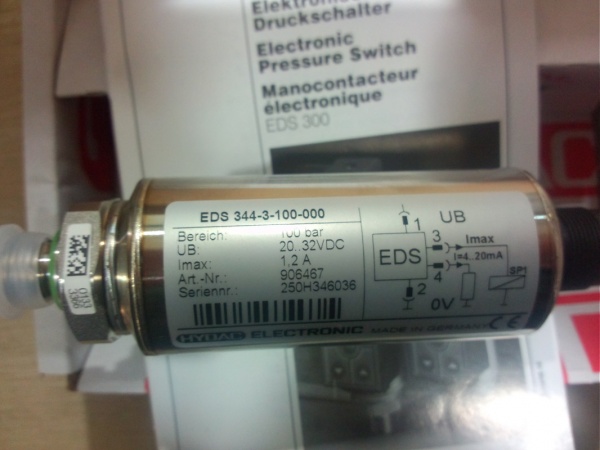 Druckschalter
Electronic
Pressure Switch
Manocontacteur
électronique
EDS 300
EDS 344-3-100-000
Bereich: 100 bar
UB: 20..32VDC
Imax: 1,2 A
Art.-Nr.: 906467
Seriennr.: 250H346036
1 UB
3 Imax
EDS I=4..20mA
4 SP1
2 0V
HYDAC ELECTRONIC MADE IN GERMANY CE